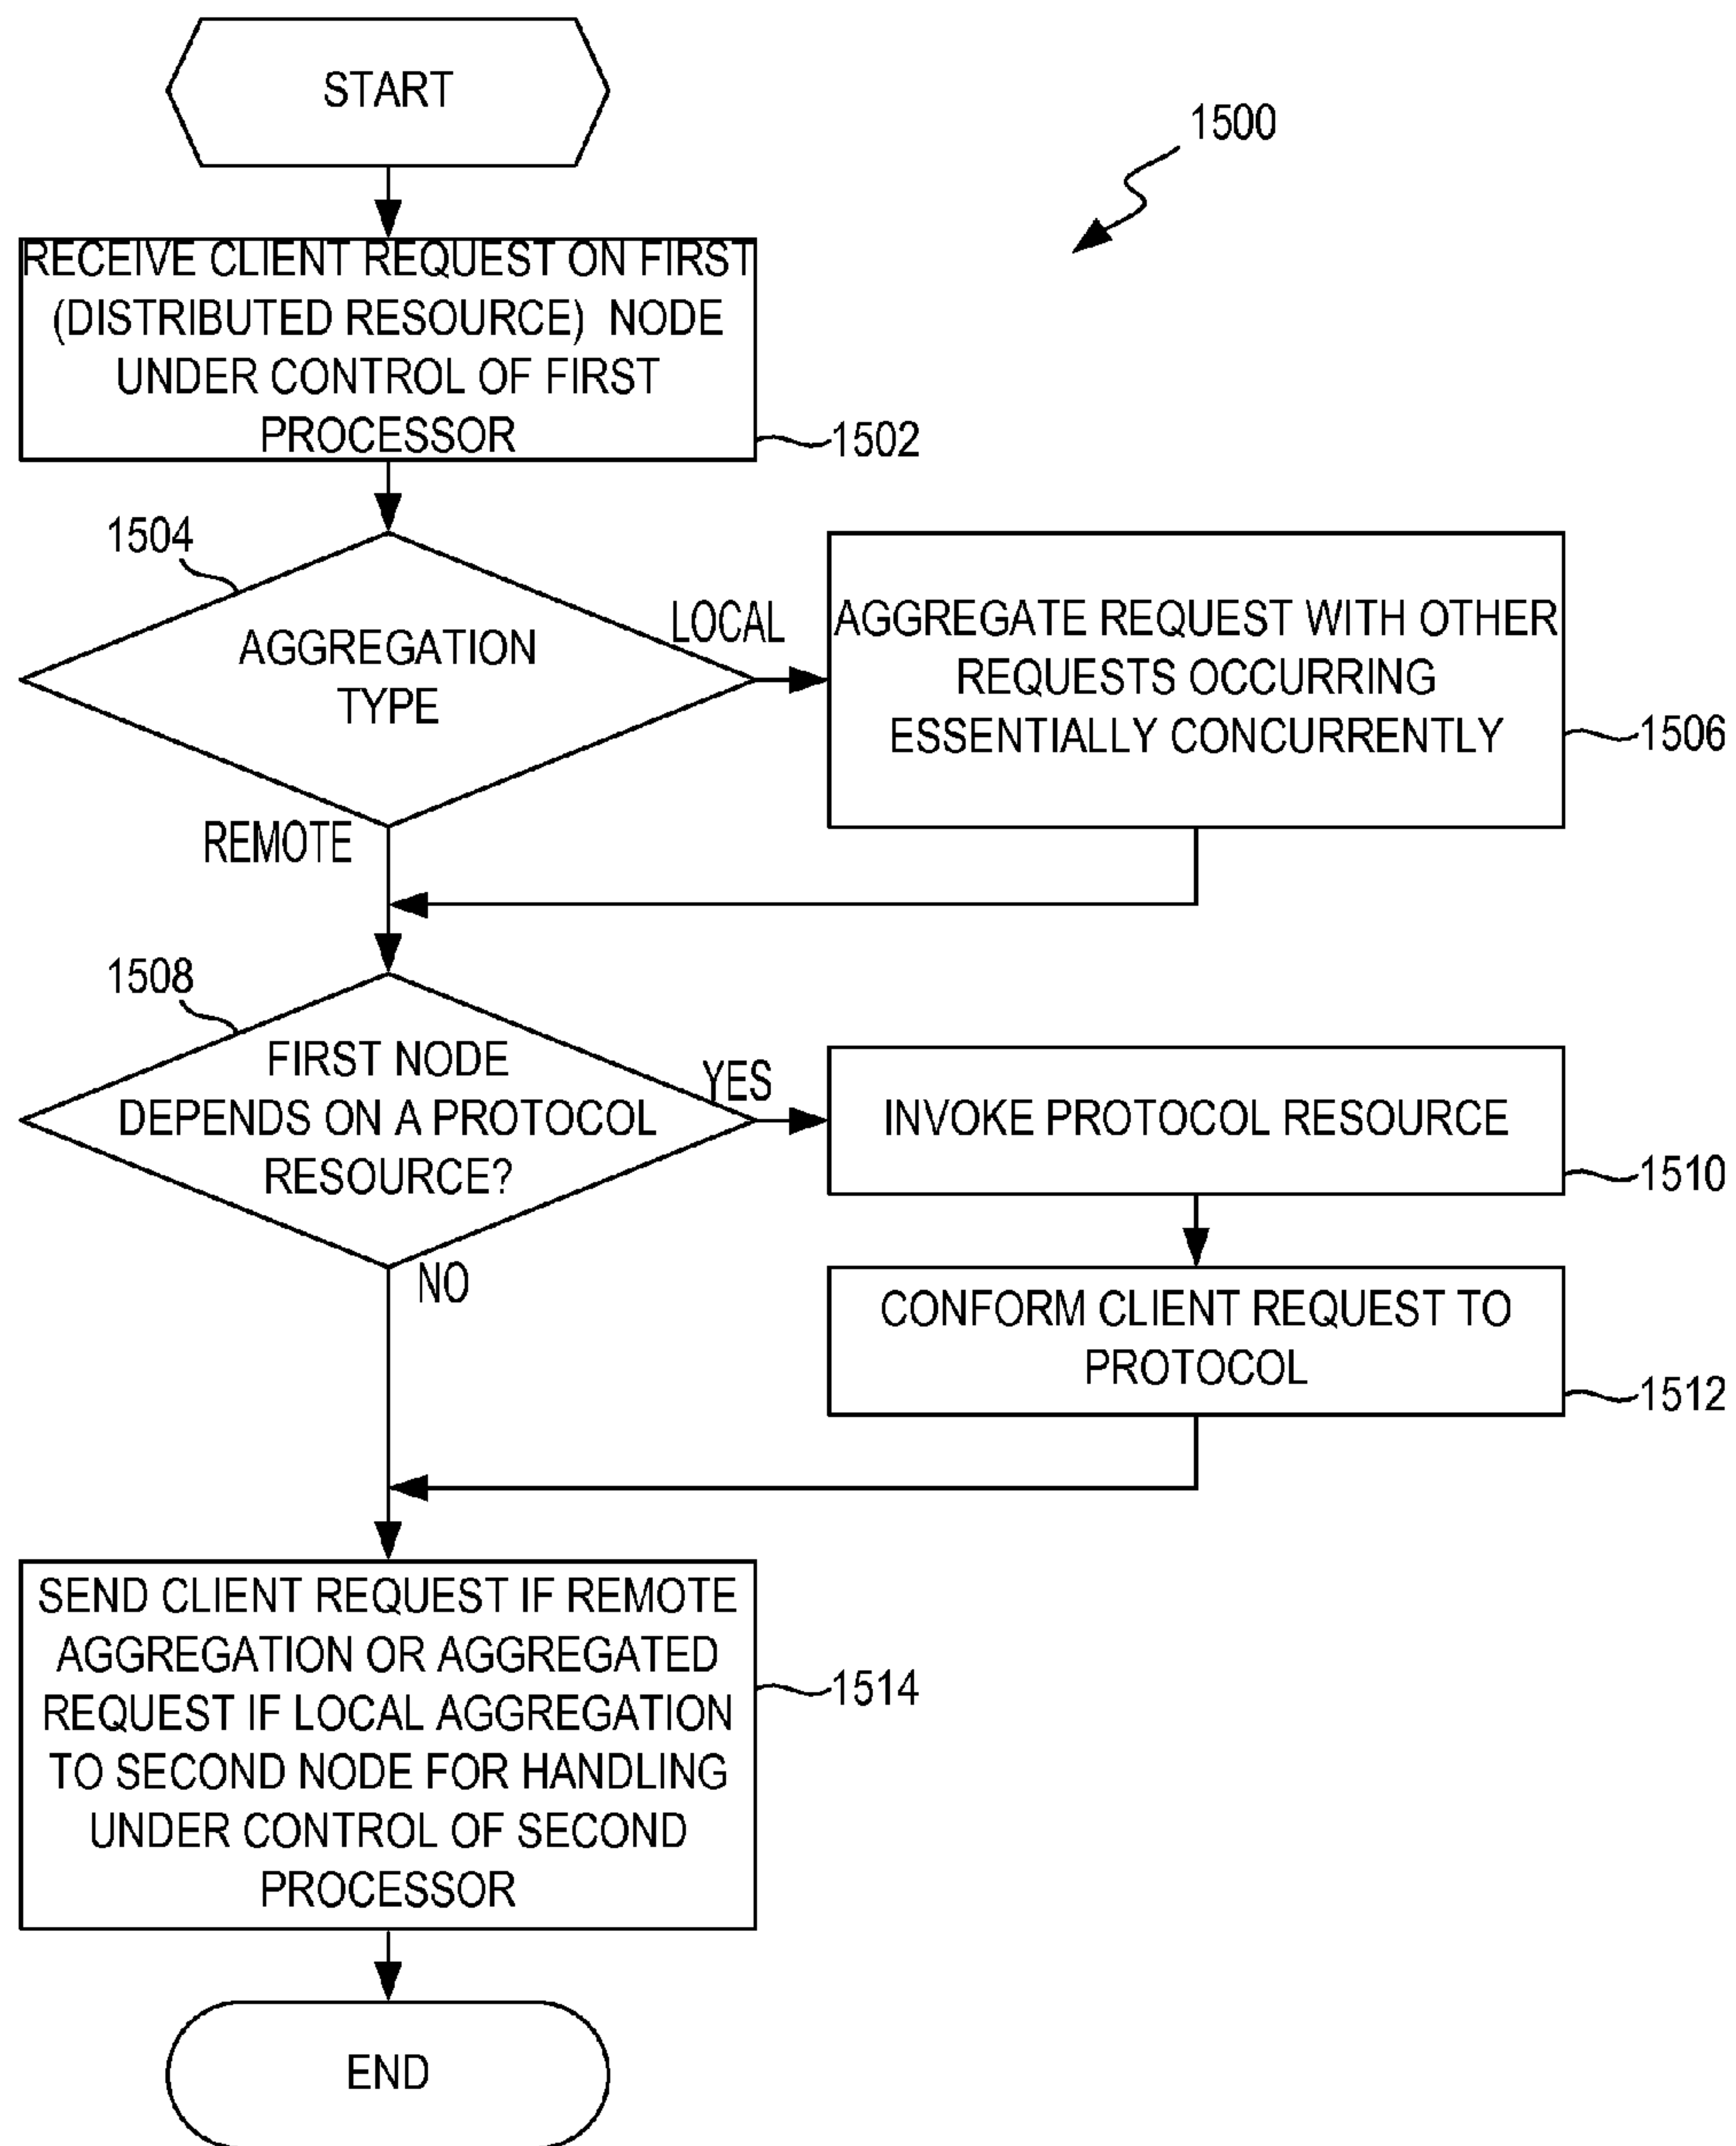 START
1500
RECEIVE CLIENT REQUEST ON FIRST
(DISTRIBUTED RESOURCE) NODE
UNDER CONTROL OF FIRST
PROCESSOR
1502
1504
AGGREGATION
TYPE
LOCAL
REMOTE
AGGREGATE REQUEST WITH OTHER
REQUESTS OCCURRING
ESSENTIALLY CONCURRENTLY
1506
1508
FIRST NODE
DEPENDS ON A PROTOCOL
RESOURCE?
YES
NO
INVOKE PROTOCOL RESOURCE
1510
CONFORM CLIENT REQUEST TO
PROTOCOL
1512
SEND CLIENT REQUEST IF REMOTE
AGGREGATION OR AGGREGATED
REQUEST IF LOCAL AGGREGATION
TO SECOND NODE FOR HANDLING
UNDER CONTROL OF SECOND
PROCESSOR
1514
END